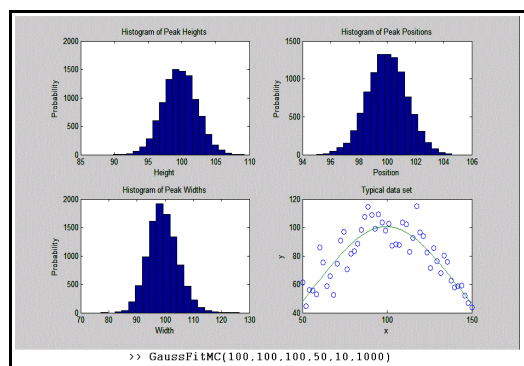 Histogram of Peak Heights
2000
1500
1000
500
0
Probability
85 90 95 100 105 110
Height
Histogram of Peak Positions
1500
1000
500
0
Probability
94 96 98 100 102 104 106
Position
Histogram of Peak Widths
2000
1500
1000
500
0
Probability
70 80 90 100 110 120 130
Width
Typical data set
120
100
80
60
40
y
50 100 150
x
>> GaussFitMC(100,100,100,50,10,1000)